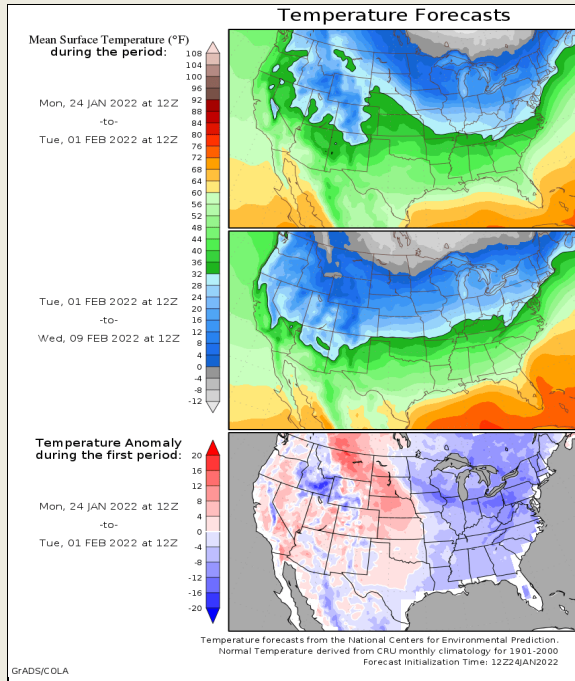 Temperature Forecasts
Mean Surface Temperature (°F)
during the period:
Mon, 24 JAN 2022 at 12Z
-to-
Tue, 01 FEB 2022 at 12Z
108
104
100
96
92
88
84
80
76
72
68
64
60
56
52
48
44
40
36
32
28
24
20
16
12
8
4
0
-4
-8
-12
Tue, 01 FEB 2022 at 12Z
-to-
Wed, 09 FEB 2022 at 12Z
Temperature Anomaly
during the first period:
Mon, 24 JAN 2022 at 12Z
-to-
Tue, 01 FEB 2022 at 12Z
20
16
12
8
4
0
-4
-8
-12
-16
-20
Temperature forecasts from the National Centers for Environmental Prediction.
Normal Temperature derived from CRU monthly climatology for 1901-2000
Forecast Initialization Time: 12Z24JAN2022
GrADS/COLA